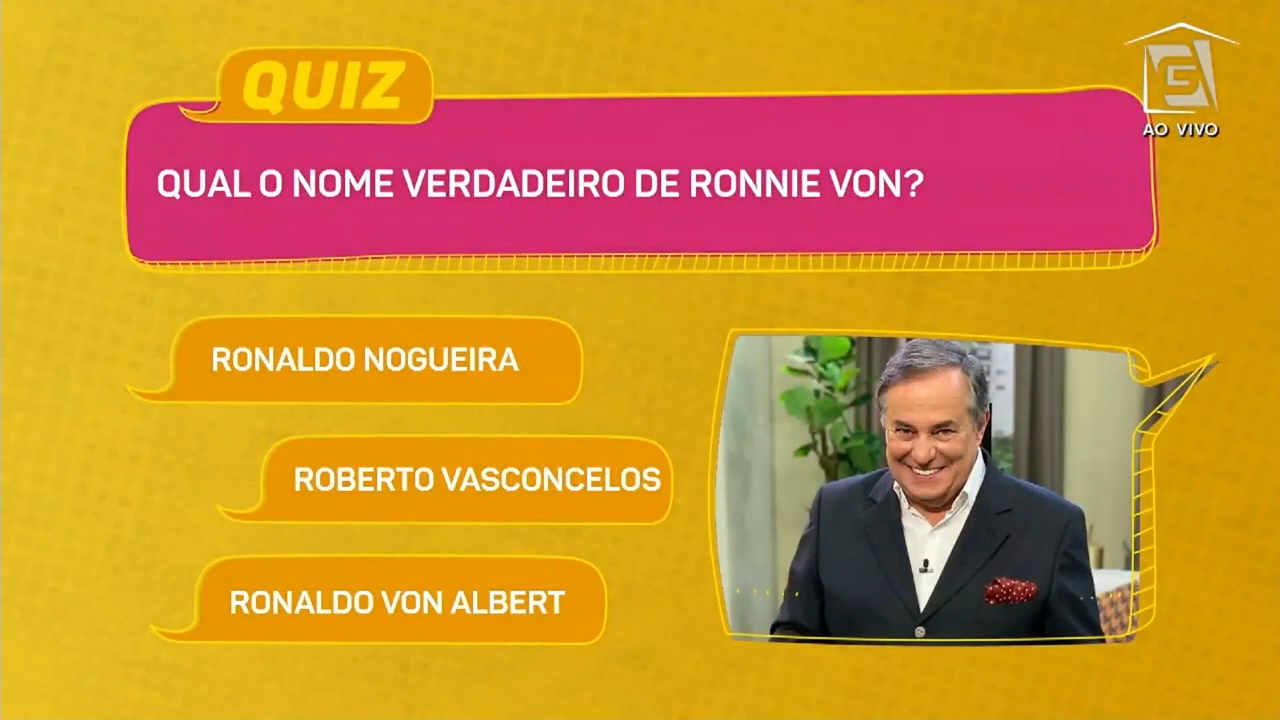 QUIZ
AO VIVO
QUAL O NOME VERDADEIRO DE RONNIE VON?
RONALDO NOGUEIRA
ROBERTO VASCONCELOS
RONALDO VON ALBERT